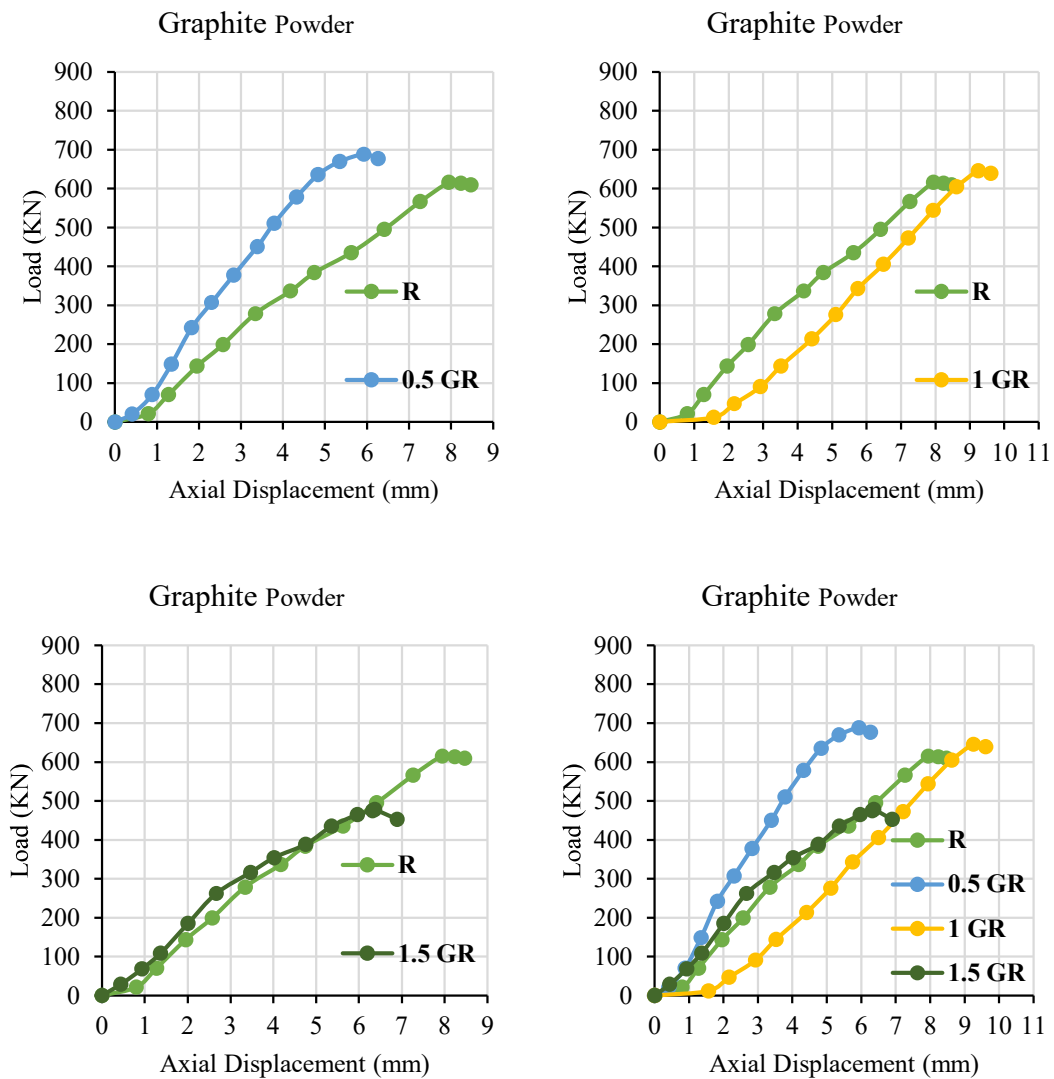 Graphite Powder
900
800
700
600
500
400
300
200
100
0
Load (KN)
R
0.5 GR
0 1 2 3 4 5 6 7 8 9
Axial Displacement (mm)
Graphite Powder
900
800
700
600
500
400
300
200
100
0
Load (KN)
R
1 GR
0 1 2 3 4 5 6 7 8 9 10 11
Axial Displacement (mm)
Graphite Powder
900
800
700
600
500
400
300
200
100
0
Load (KN)
R
1.5 GR
0 1 2 3 4 5 6 7 8 9
Axial Displacement (mm)
Graphite Powder
900
800
700
600
500
400
300
200
100
0
Load (KN)
R
0.5 GR
1 GR
1.5 GR
0 1 2 3 4 5 6 7 8 9 10 11
Axial Displacement (mm)